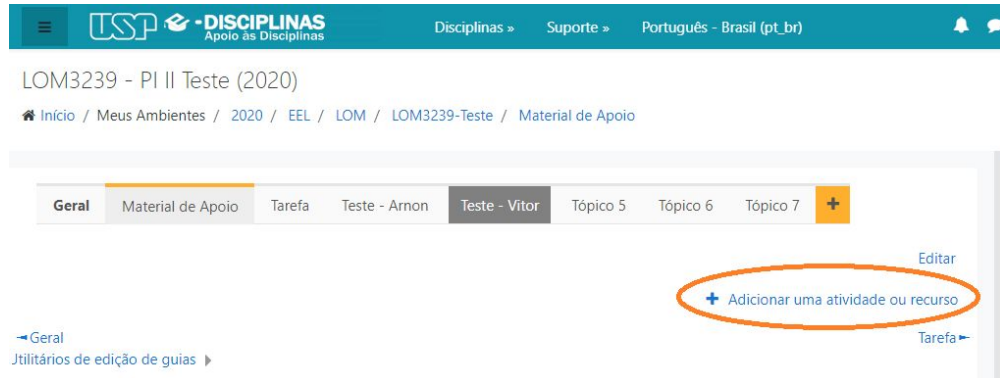 USP e-DISCIPLINAS
Apoio às Disciplinas
Disciplinas » Suporte » Português - Brasil (pt_br)
LOM3239 - PI II Teste (2020)
Início / Meus Ambientes / 2020 / EEL / LOM / LOM3239-Teste / Material de Apoio
Geral Material de Apoio Tarefa Teste - Arnon Teste - Vitor Tópico 5 Tópico 6 Tópico 7 +
Editar
+ Adicionar uma atividade ou recurso
◄Geral Tarefa►
Utilitários de edição de guias ▶